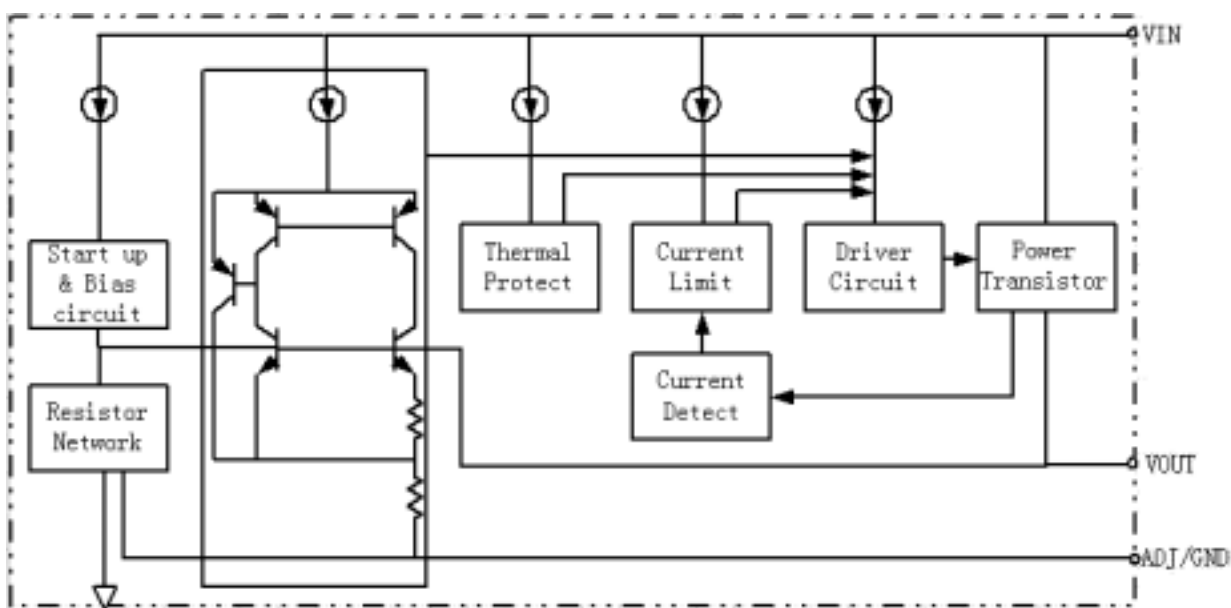 VIN
Start up
& Bias
circuit
Thermal
Protect
Current
Limit
Driver
Circuit
Power
Transistor
Resistor
Network
Current
Detect
VOUT
ADJ/GND